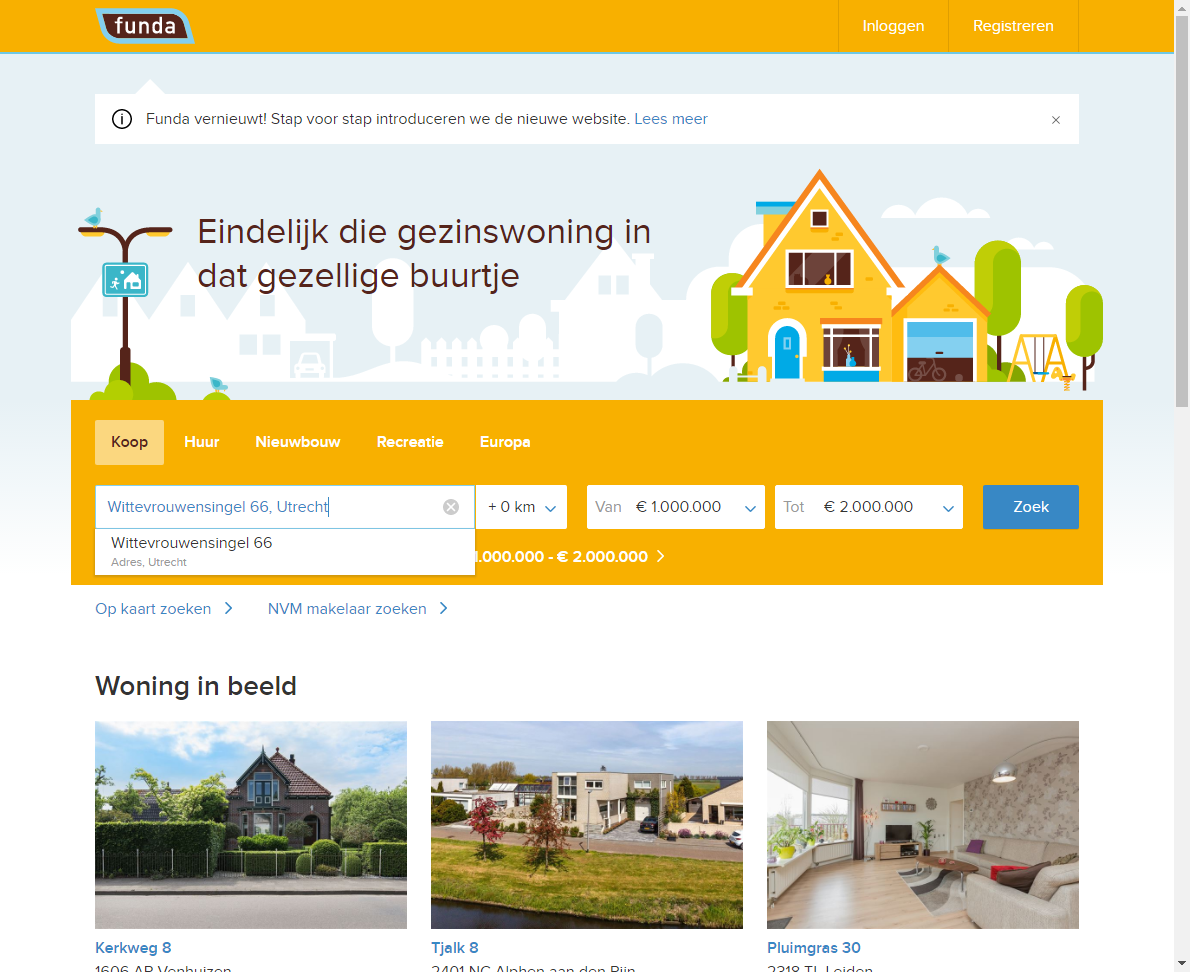 funda
Inloggen
Registreren
Funda vernieuwt! Stap voor stap introduceren we de nieuwe website. Lees meer
Eindelijk die gezinswoning in
dat gezellige buurtje
Koop
Huur
Nieuwbouw
Recreatie
Europa
Wittevrouwensingel 66, Utrecht
+ 0 km
Van € 1.000.000
Tot € 2.000.000
Zoek
Wittevrouwensingel 66
Adres, Utrecht
1.000.000 - € 2.000.000
Op kaart zoeken
NVM makelaar zoeken
Woning in beeld
Kerkweg 8
Tjalk 8
Pluimgras 30
1606 AR Venhuizen
2401 NC Alphen aan den Rijn
2318 TL Leiden